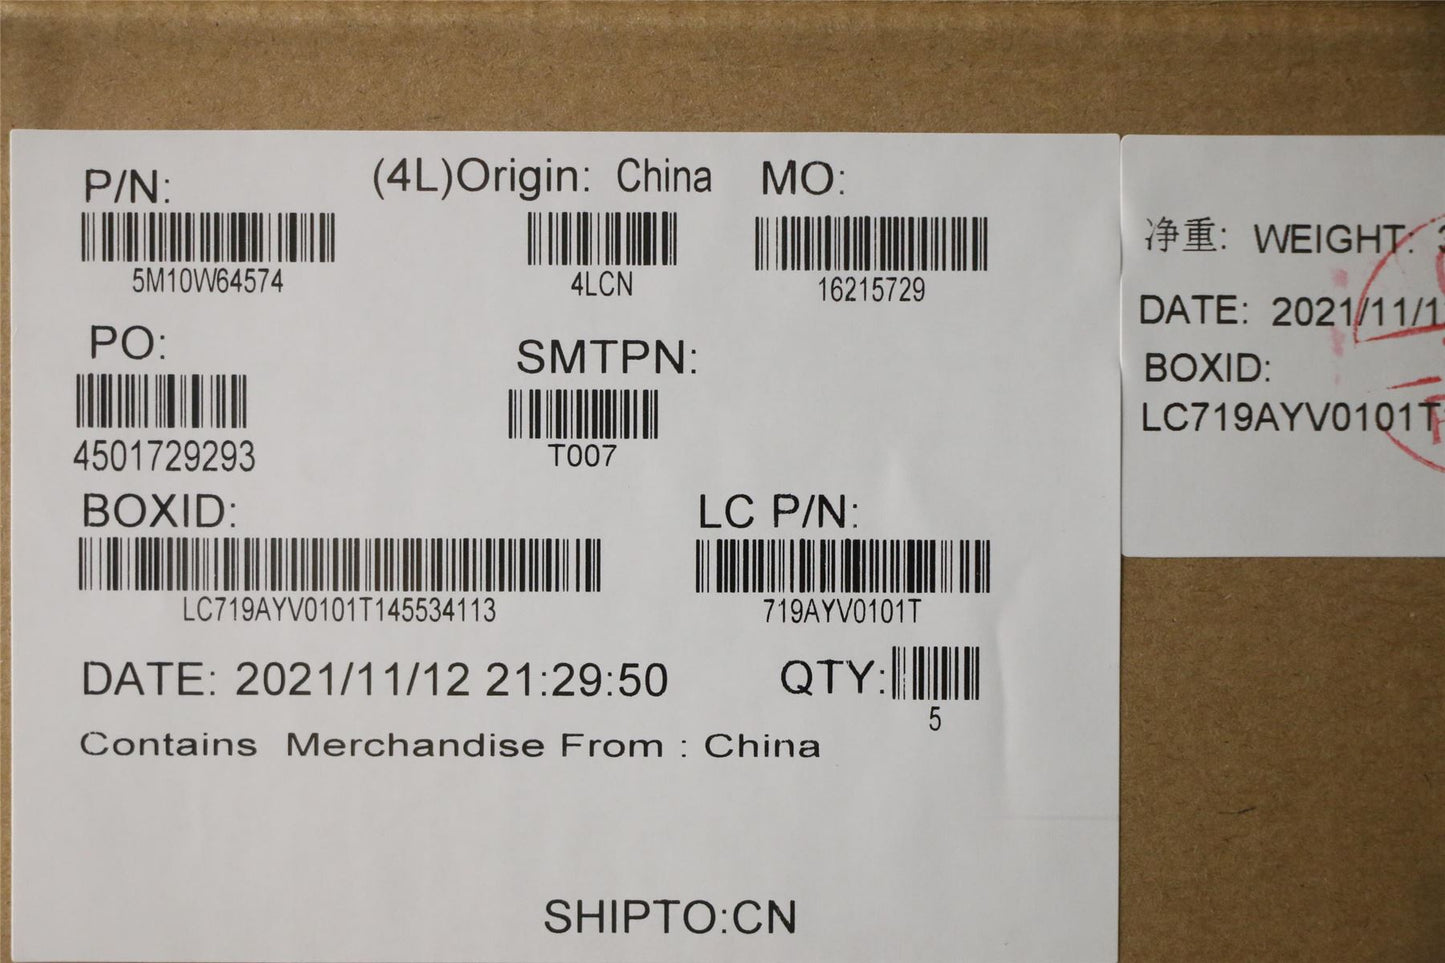 P/N:
(4L)Origin: China
MO:
5M10W64574
4LCN
16215729
PO:
SMTPN:
4501729293
T007
BOXID:
LC P/N:
LC719AYV0101T145534113
719AYV0101T
DATE: 2021/11/12 21:29:50
QTY:
5
Contains Merchandise From : China
SHIPTO:CN
净重: WEIGHT:
DATE: 2021/11/1
BOXID:
LC719AYV0101T